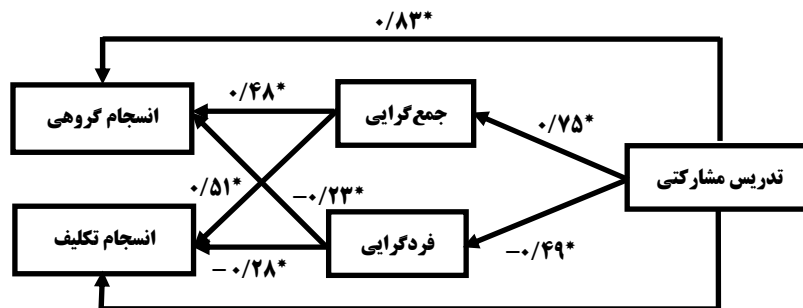 ۰/۸۳*
انسجام گروهی
۰/۴۸*
جمع‌گرایی
۰/۷۵*
تدریس مشارکتی
۰/۵۱*
−۰/۲۳*
انسجام تکلیف
−۰/۲۸*
فردگرایی
−۰/۴۹*